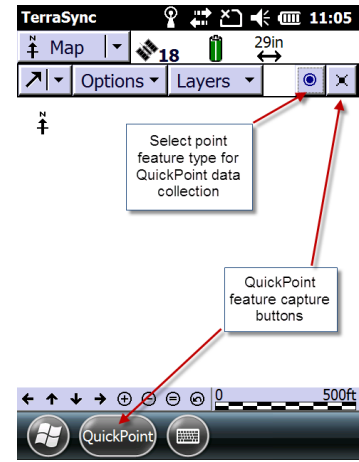 TerraSync 11:05
N Map 18 29in
Options Layers
N
Select point
feature type for
QuickPoint data
collection
QuickPoint
feature capture
buttons
0 500ft
QuickPoint